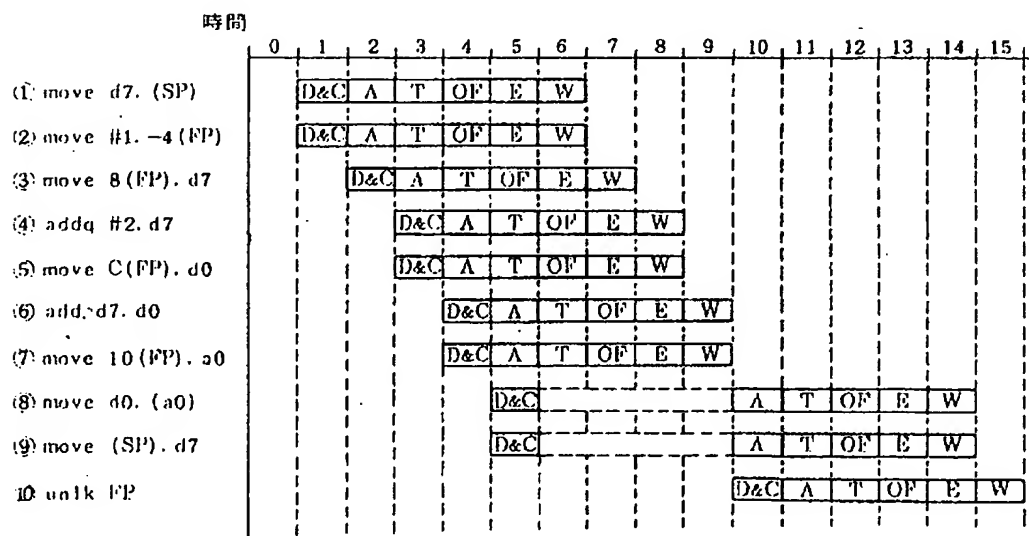 時間
0 1 2 3 4 5 6 7 8 9 10 11 12 13 14 15
(1) move d7. (SP) D&C A T OF E W
(2) move #1. -4(FP) D&C A T OF E W
(3) move 8(FP). d7 D&C A T OF E W
(4) addq #2. d7 D&C A T OF E W
(5) move C(FP). d0 D&C A T OF E W
(6) add. d7. d0 D&C A T OF E W
(7) move 10(FP). a0 D&C A T OF E W
(8) move d0. (a0) D&C A T OF E W
(9) move (SP). d7 D&C A T OF E W
10 unlk FP D&C A T OF E W